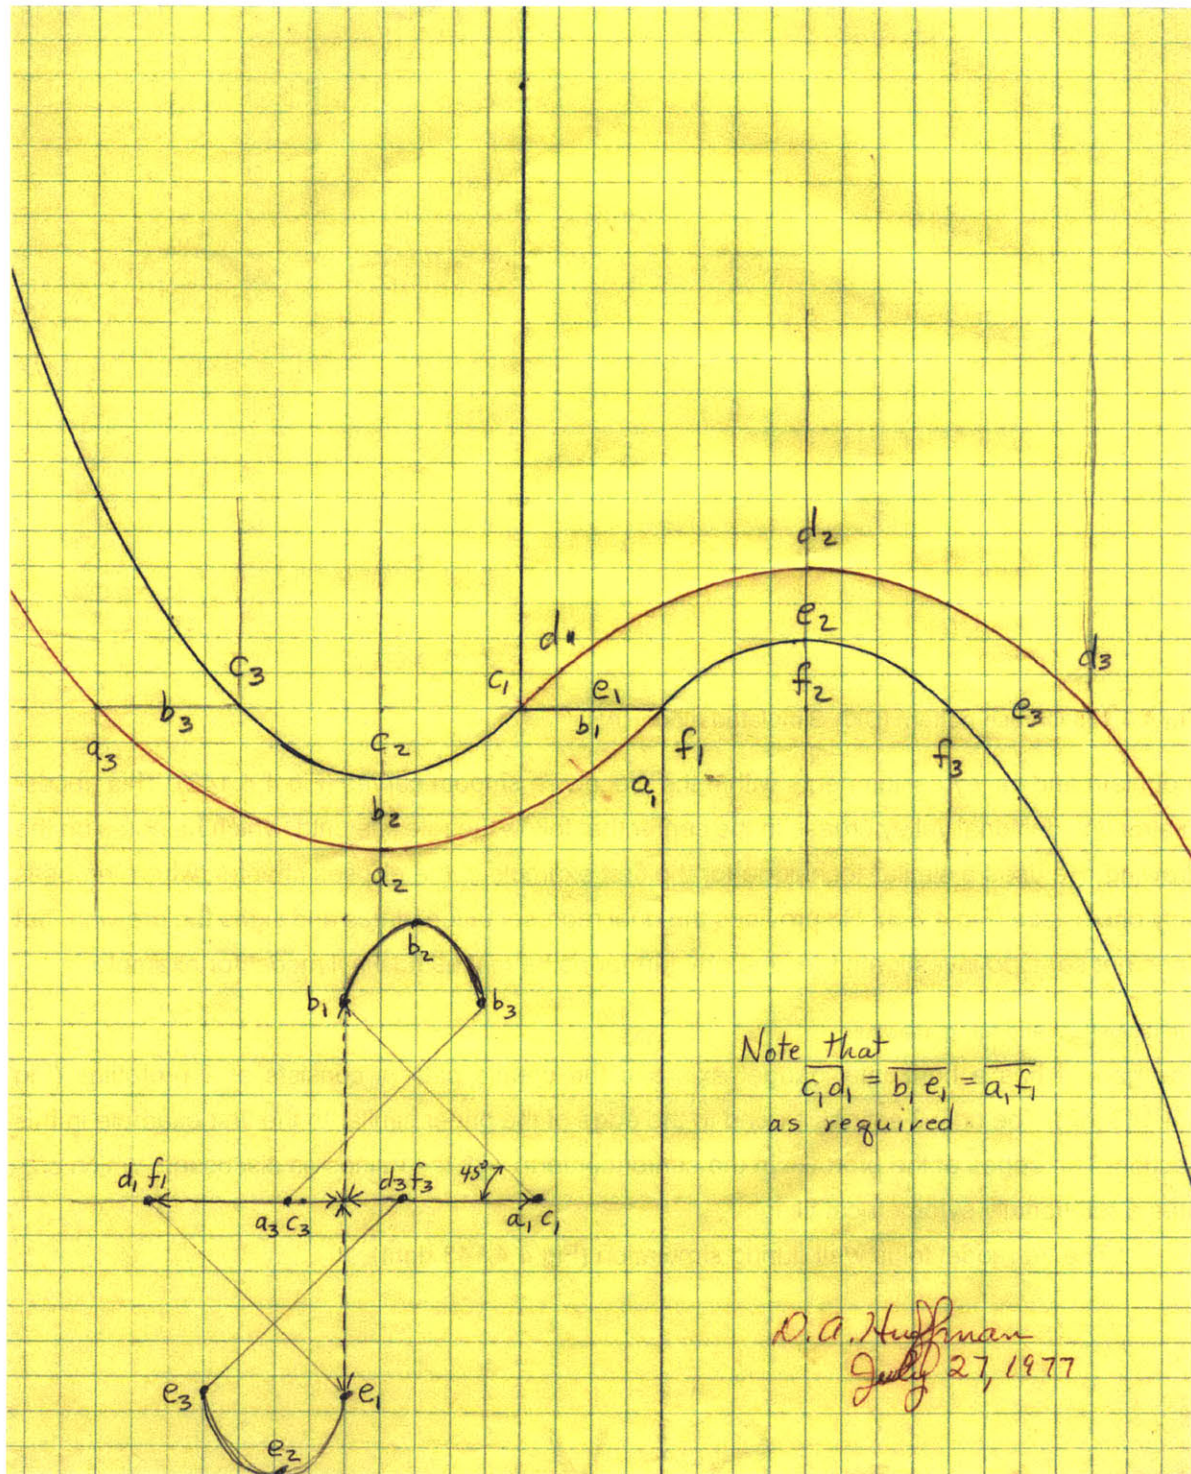 d₂
e₂
d₁₁
d₃
c₃
c₁
e₁
f₂
b₃
b₁
e₃
a₃
c₂
f₁
f₃
a₁
b₂
a₂
b₂
b₁
b₃
Note that
c₁d₁ = b₁e₁ = a₁f₁
as required
d₁ f₁
d₃ f₃
45°
a₃ c₃
a₁ c₁
D.A. Huffman
July 27, 1977
e₃
e₁
e₂